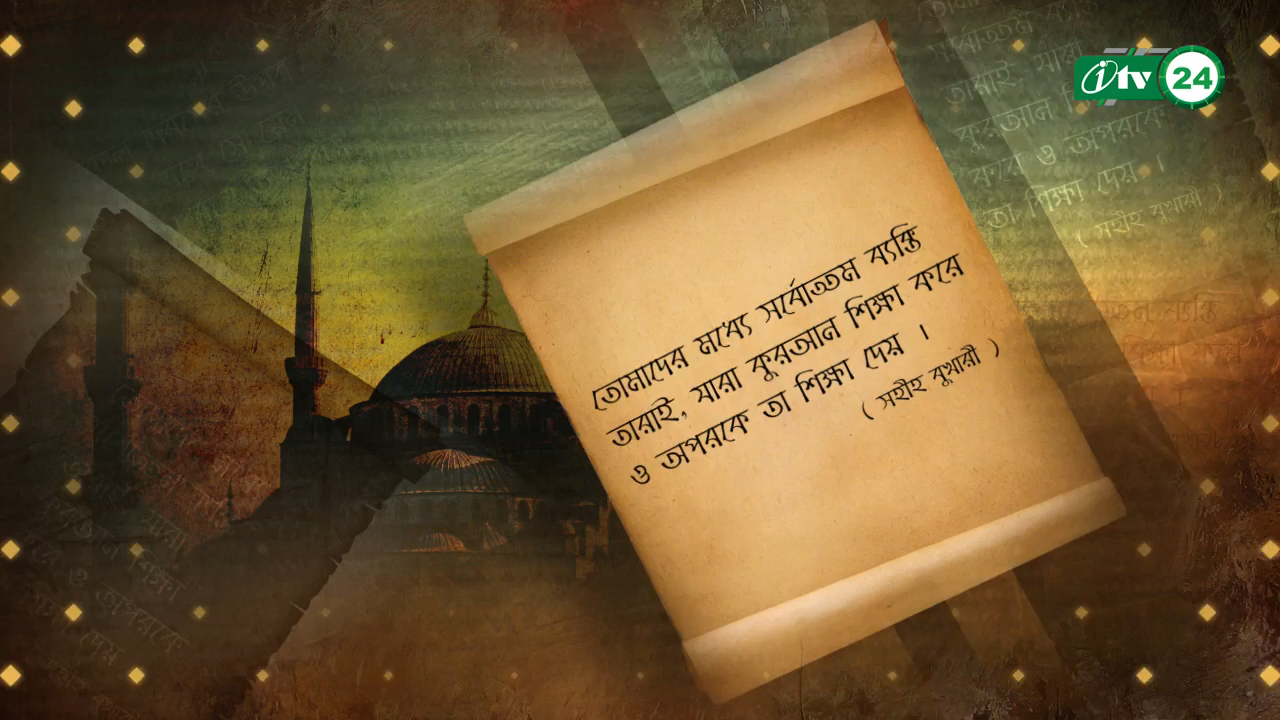 itv 24
তোমাদের মধ্যে সর্বোত্তম ব্যক্তি
তারাই, যারা কুরআন শিক্ষা করে
ও অপরকে তা শিক্ষা দেয় ।
( সহীহ বুখারী )